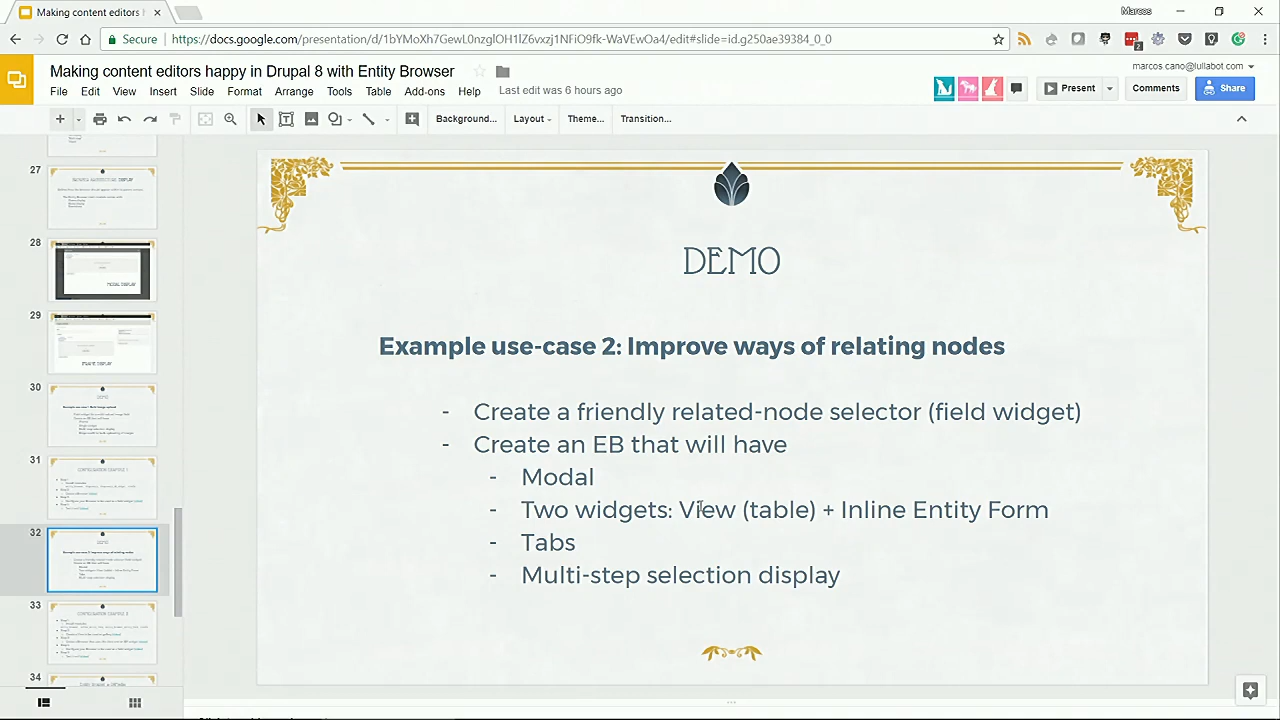 Making content editors h
Marcos
Secure
https://docs.google.com/presentation/d/1bYMoXh7GewL0nzglOH1lZ6vxzj1NFiO9fk-WaVEwOa4/edit#slide=id.g250ae39384_0_0
Making content editors happy in Drupal 8 with Entity Browser
marcos.cano@lullabot.com
File Edit View Insert Slide Format Arrange Tools Table Add-ons Help Last edit was 6 hours ago
Present Comments Share
Background... Layout Theme... Transition...
27
28
29
30
31
32
33
34
DEMO
Example use-case 2: Improve ways of relating nodes
- Create a friendly related-node selector (field widget)
- Create an EB that will have
- Modal
- Two widgets: View (table) + Inline Entity Form
- Tabs
- Multi-step selection display